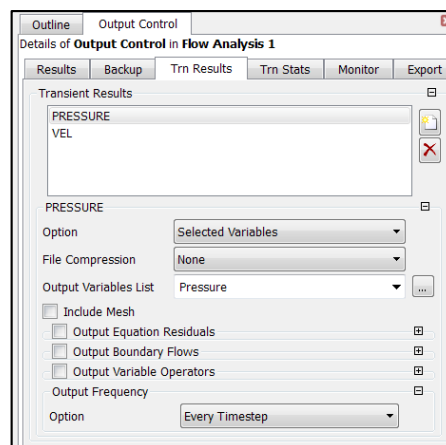 Outline Output Control
Details of Output Control in Flow Analysis 1
Results Backup Trn Results Trn Stats Monitor Export
Transient Results
PRESSURE
VEL
PRESSURE
Option Selected Variables
File Compression None
Output Variables List Pressure ...
Include Mesh
Output Equation Residuals
Output Boundary Flows
Output Variable Operators
Output Frequency
Option Every Timestep